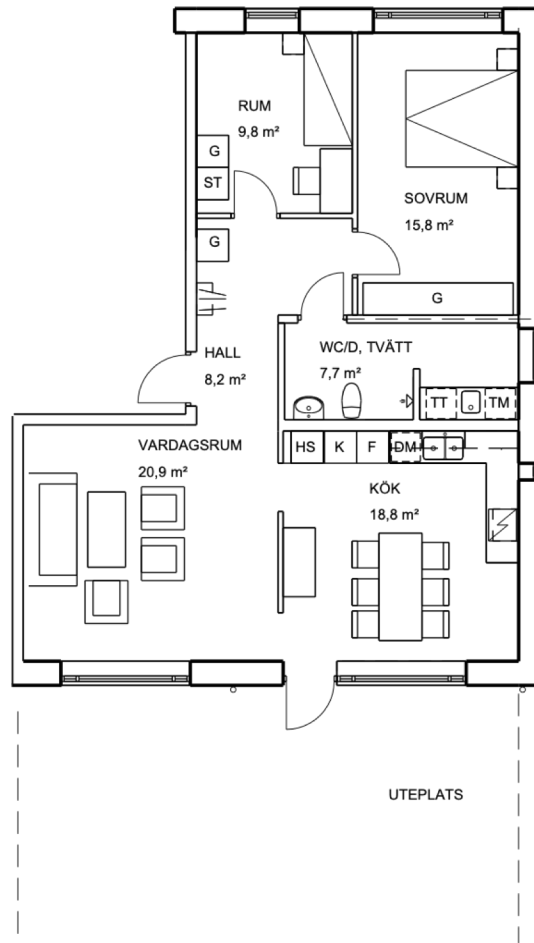 RUM
9,8 m²
G
ST
G
SOVRUM
15,8 m²
G
HALL
8,2 m²
WC/D, TVÄTT
7,7 m²
TT
TM
VARDAGSRUM
20,9 m²
HS
K
F
DM
KÖK
18,8 m²
UTEPLATS